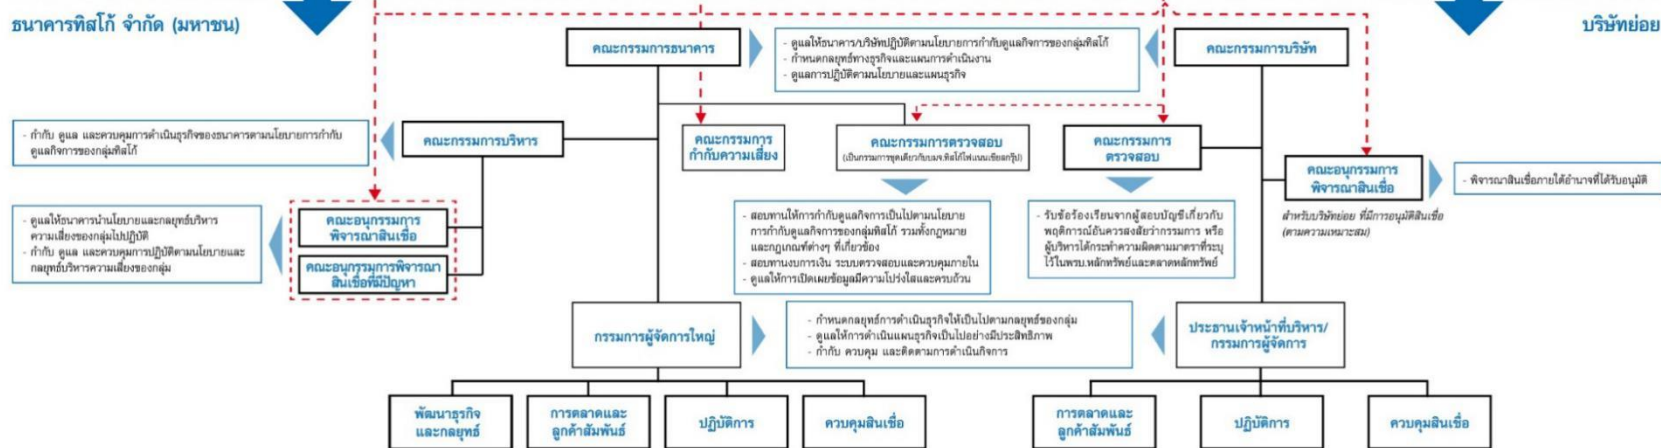 ธนาคารทิสโก้ จำกัด (มหาชน)
บริษัทย่อย
คณะกรรมการธนาคาร
- ดูแลให้ธนาคาร/บริษัทปฏิบัติตามนโยบายการกำกับดูแลกิจการของกลุ่มทิสโก้
- กำหนดกลยุทธ์ทางธุรกิจและแผนการดำเนินงาน
- ดูแลการปฏิบัติตามนโยบายและแผนธุรกิจ
คณะกรรมการบริษัท
- กำกับ ดูแล และควบคุมการดำเนินธุรกิจของธนาคารตามนโยบายการกำกับ
ดูแลกิจการของกลุ่มทิสโก้
คณะกรรมการบริหาร
คณะกรรมการ
กำกับความเสี่ยง
คณะกรรมการตรวจสอบ
(เป็นกรรมการชุดเดียวกับบมจ.ทิสโก้ไฟแนนเชียลกรุ๊ป)
คณะกรรมการ
ตรวจสอบ
คณะอนุกรรมการ
พิจารณาสินเชื่อ
- พิจารณาสินเชื่อภายใต้อำนาจที่ได้รับอนุมัติ
สำหรับบริษัทย่อย ที่มีการอนุมัติสินเชื่อ
(ตามความเหมาะสม)
- ดูแลให้ธนาคารนำนโยบายและกลยุทธ์บริหาร
ความเสี่ยงของกลุ่มไปปฏิบัติ
- กำกับ ดูแล และควบคุมการปฏิบัติตามนโยบายและ
กลยุทธ์บริหารความเสี่ยงของกลุ่ม
คณะอนุกรรมการ
พิจารณาสินเชื่อ
คณะอนุกรรมการพิจารณา
สินเชื่อที่มีปัญหา
- สอบทานให้การกำกับดูแลกิจการเป็นไปตามนโยบาย
การกำกับดูแลกิจการของกลุ่มทิสโก้ รวมทั้งกฎหมาย
และกฎเกณฑ์ต่างๆ ที่เกี่ยวข้อง
- สอบทานงบการเงิน ระบบตรวจสอบและควบคุมภายใน
- ดูแลให้การเปิดเผยข้อมูลมีความโปร่งใสและครบถ้วน
- รับข้อร้องเรียนจากผู้สอบบัญชีเกี่ยวกับ
พฤติการณ์อันควรสงสัยว่ากรรมการ หรือ
ผู้บริหารได้กระทำความผิดตามมาตราที่ระบุ
ไว้ในพรบ.หลักทรัพย์และตลาดหลักทรัพย์
กรรมการผู้จัดการใหญ่
- กำหนดกลยุทธ์การดำเนินธุรกิจให้เป็นไปตามกลยุทธ์ของกลุ่ม
- ดูแลให้การดำเนินแผนธุรกิจเป็นไปอย่างมีประสิทธิภาพ
- กำกับ ควบคุม และติดตามการดำเนินกิจการ
ประธานเจ้าหน้าที่บริหาร/
กรรมการผู้จัดการ
พัฒนาธุรกิจ
และกลยุทธ์
การตลาดและ
ลูกค้าสัมพันธ์
ปฏิบัติการ
ควบคุมสินเชื่อ
การตลาดและ
ลูกค้าสัมพันธ์
ปฏิบัติการ
ควบคุมสินเชื่อ